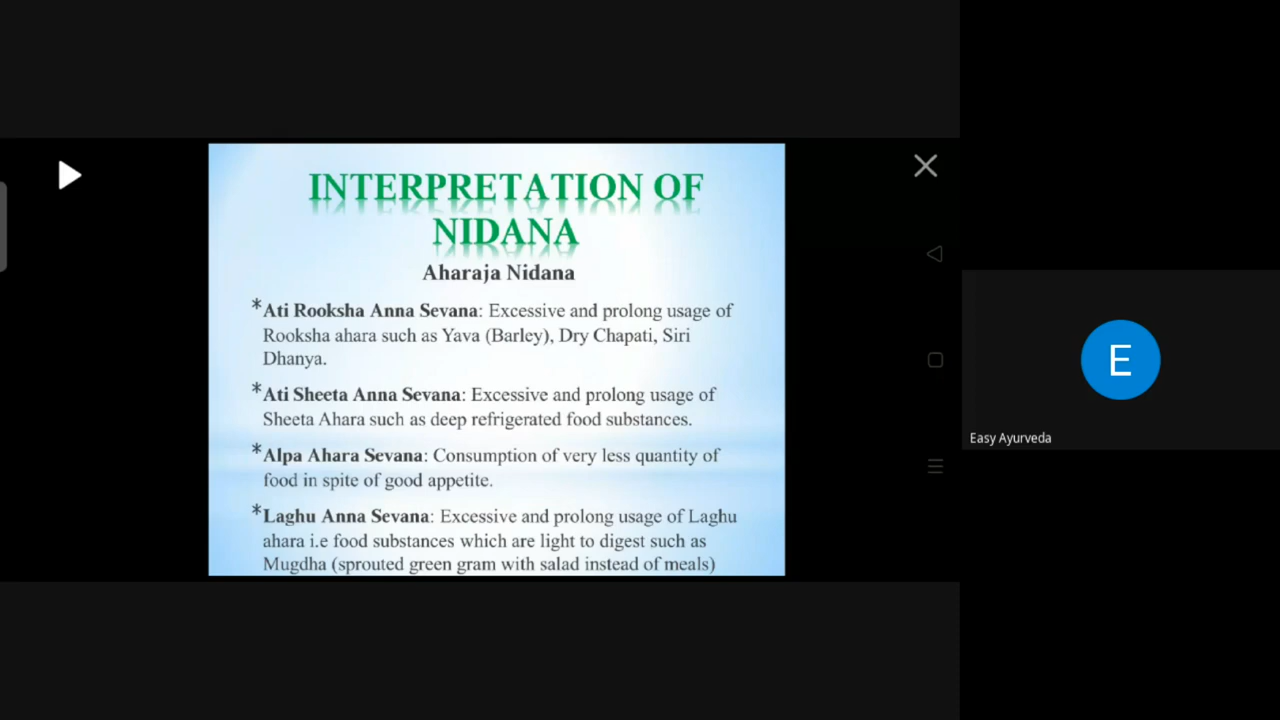 INTERPRETATION OF
NIDANA
Aharaja Nidana
*Ati Rooksha Anna Sevana: Excessive and prolong usage of
Rooksha ahara such as Yava (Barley), Dry Chapati, Siri
Dhanya.
*Ati Sheeta Anna Sevana: Excessive and prolong usage of
Sheeta Ahara such as deep refrigerated food substances.
*Alpa Ahara Sevana: Consumption of very less quantity of
food in spite of good appetite.
*Laghu Anna Sevana: Excessive and prolong usage of Laghu
ahara i.e food substances which are light to digest such as
Mugdha (sprouted green gram with salad instead of meals)
E
Easy Ayurveda